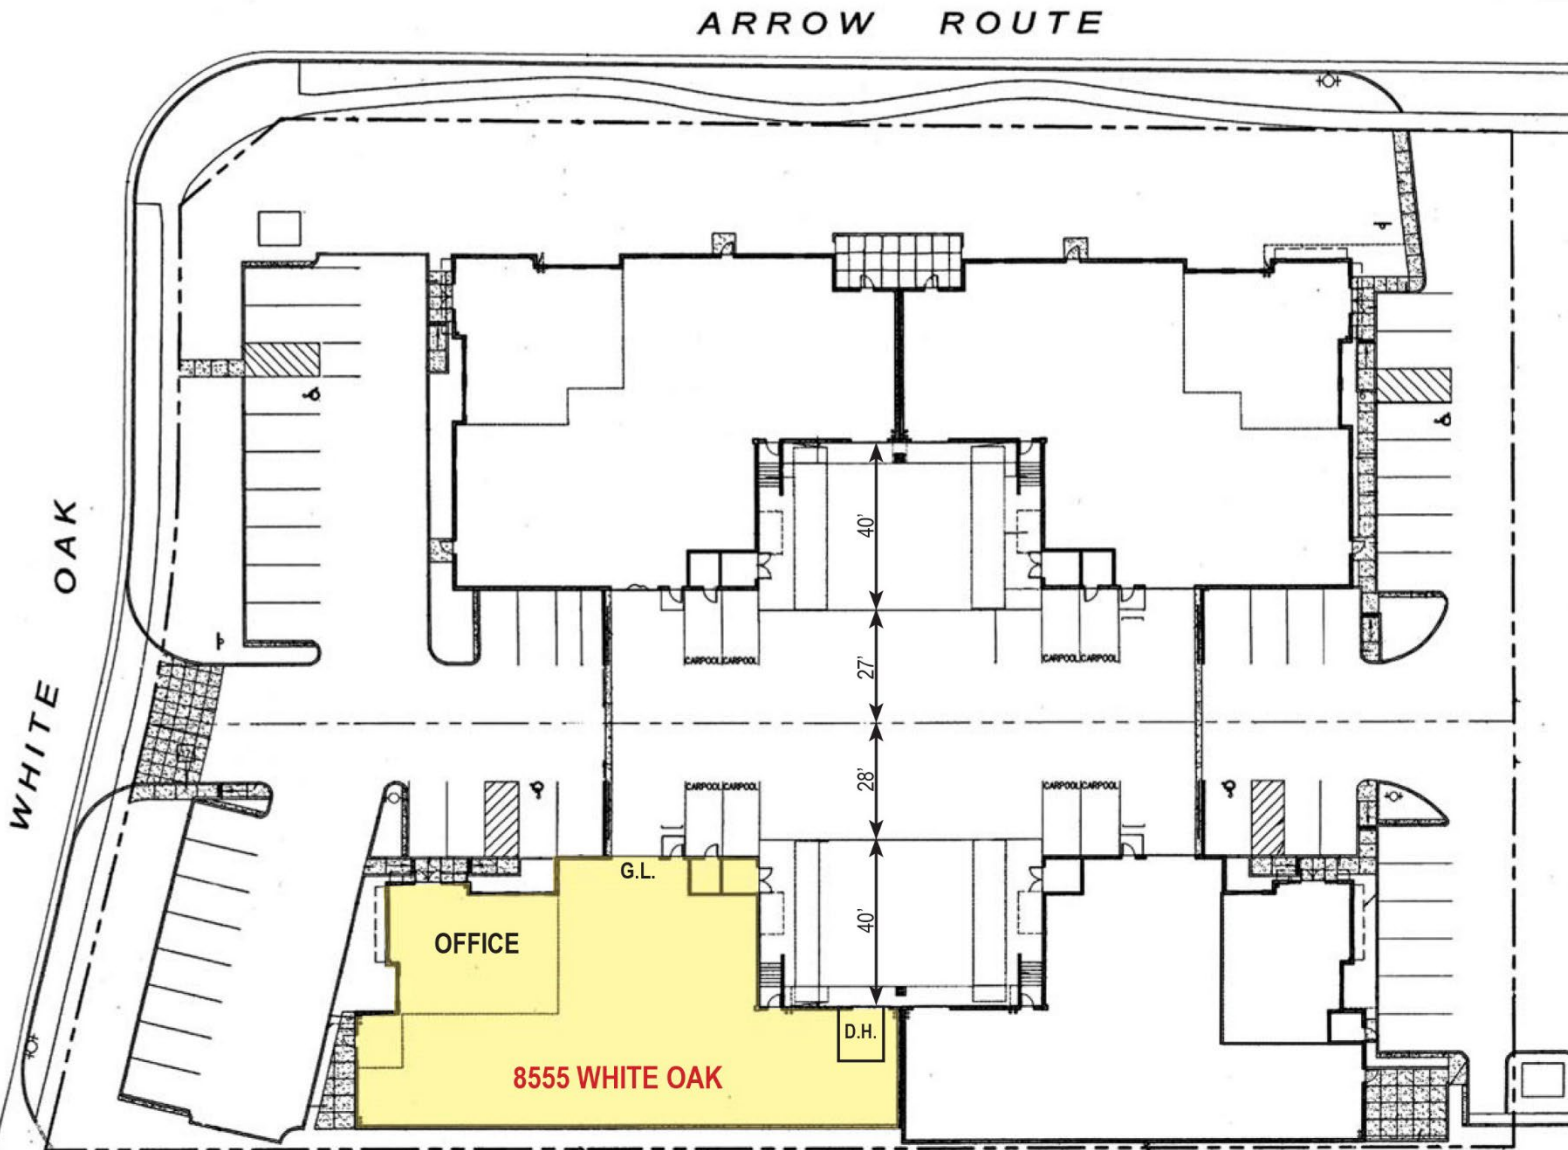 ARROW ROUTE
WHITE OAK
40'
27'
CARPOOL CARPOOL
CARPOOL CARPOOL
28'
CARPOOL CARPOOL
CARPOOL CARPOOL
40'
G.L.
OFFICE
D.H.
8555 WHITE OAK